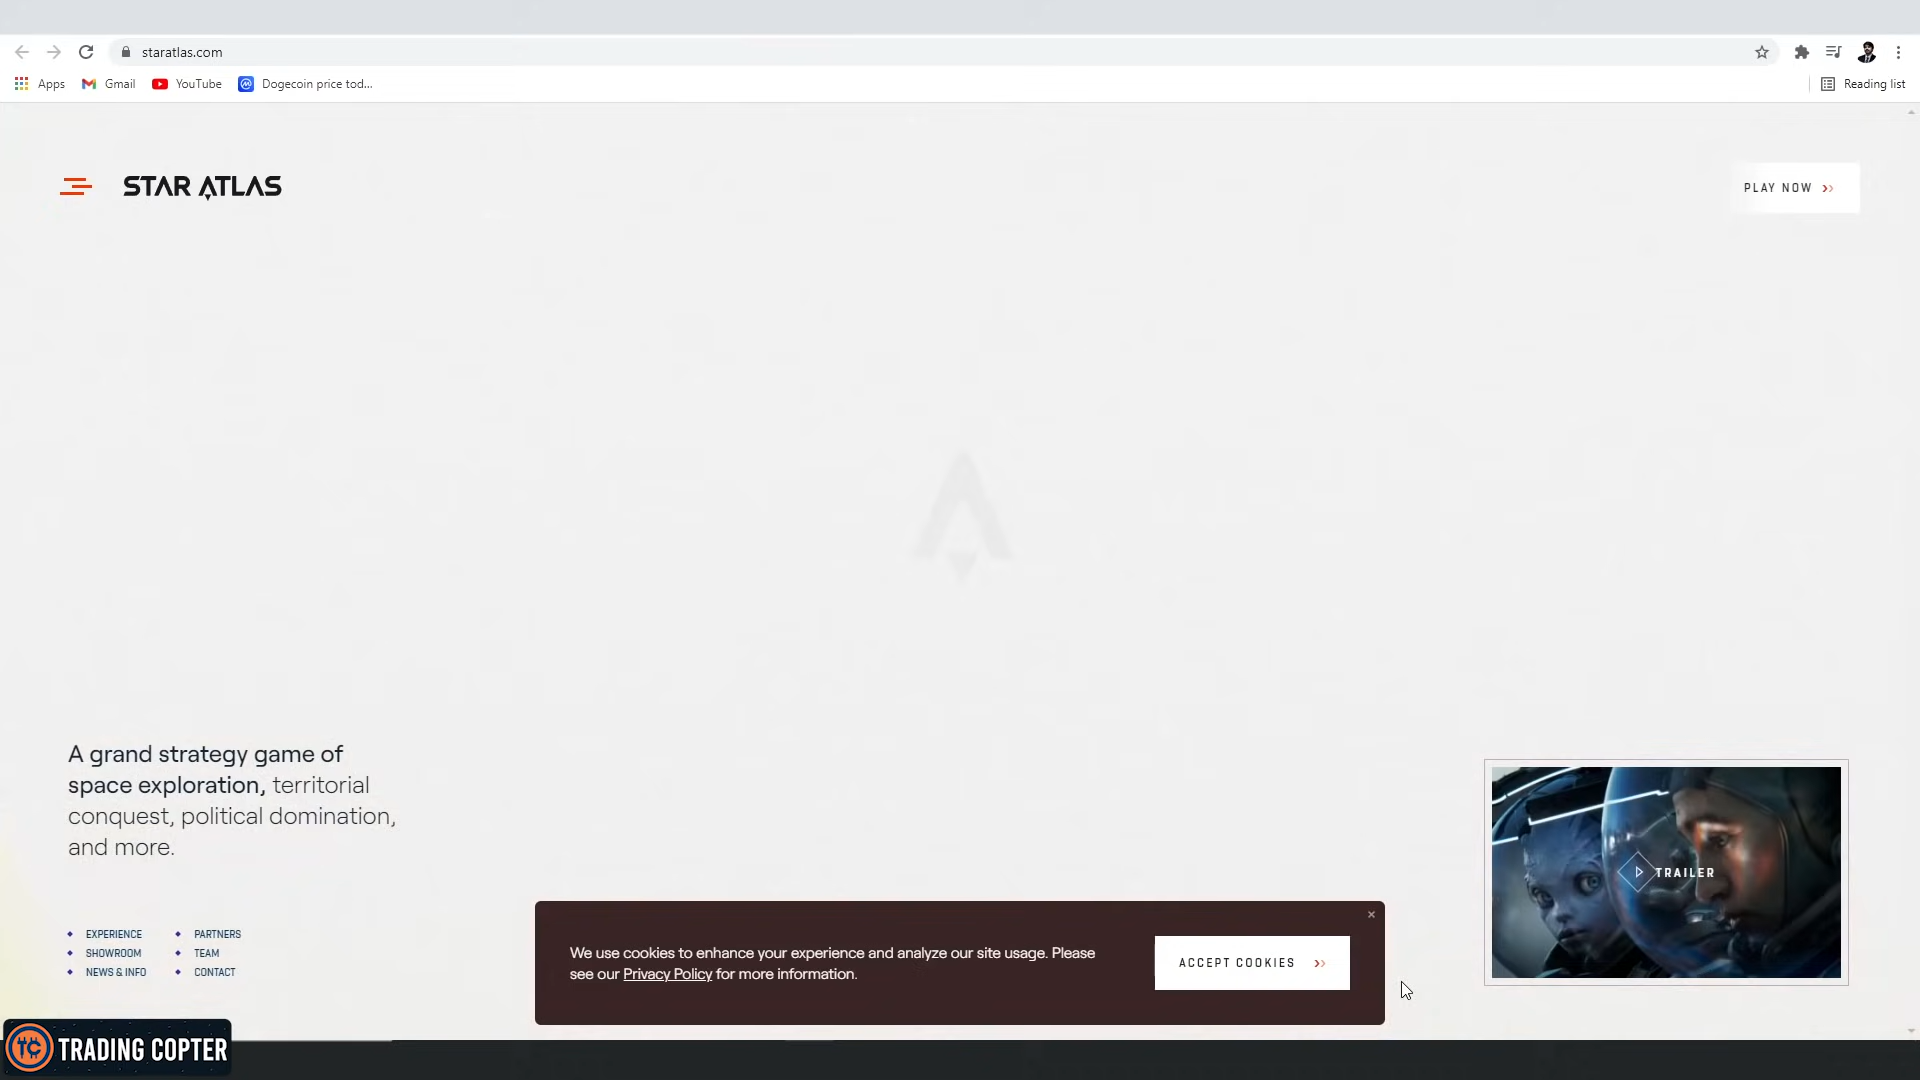 staratlas.com
Apps Gmail YouTube Dogecoin price tod... Reading list
STAR ATLAS
PLAY NOW
A grand strategy game of
space exploration, territorial
conquest, political domination,
and more.
EXPERIENCE PARTNERS
SHOWROOM TEAM
NEWS & INFO CONTACT
We use cookies to enhance your experience and analyze our site usage. Please
see our Privacy Policy for more information.
ACCEPT COOKIES
TRAILER
TC TRADING COPTER